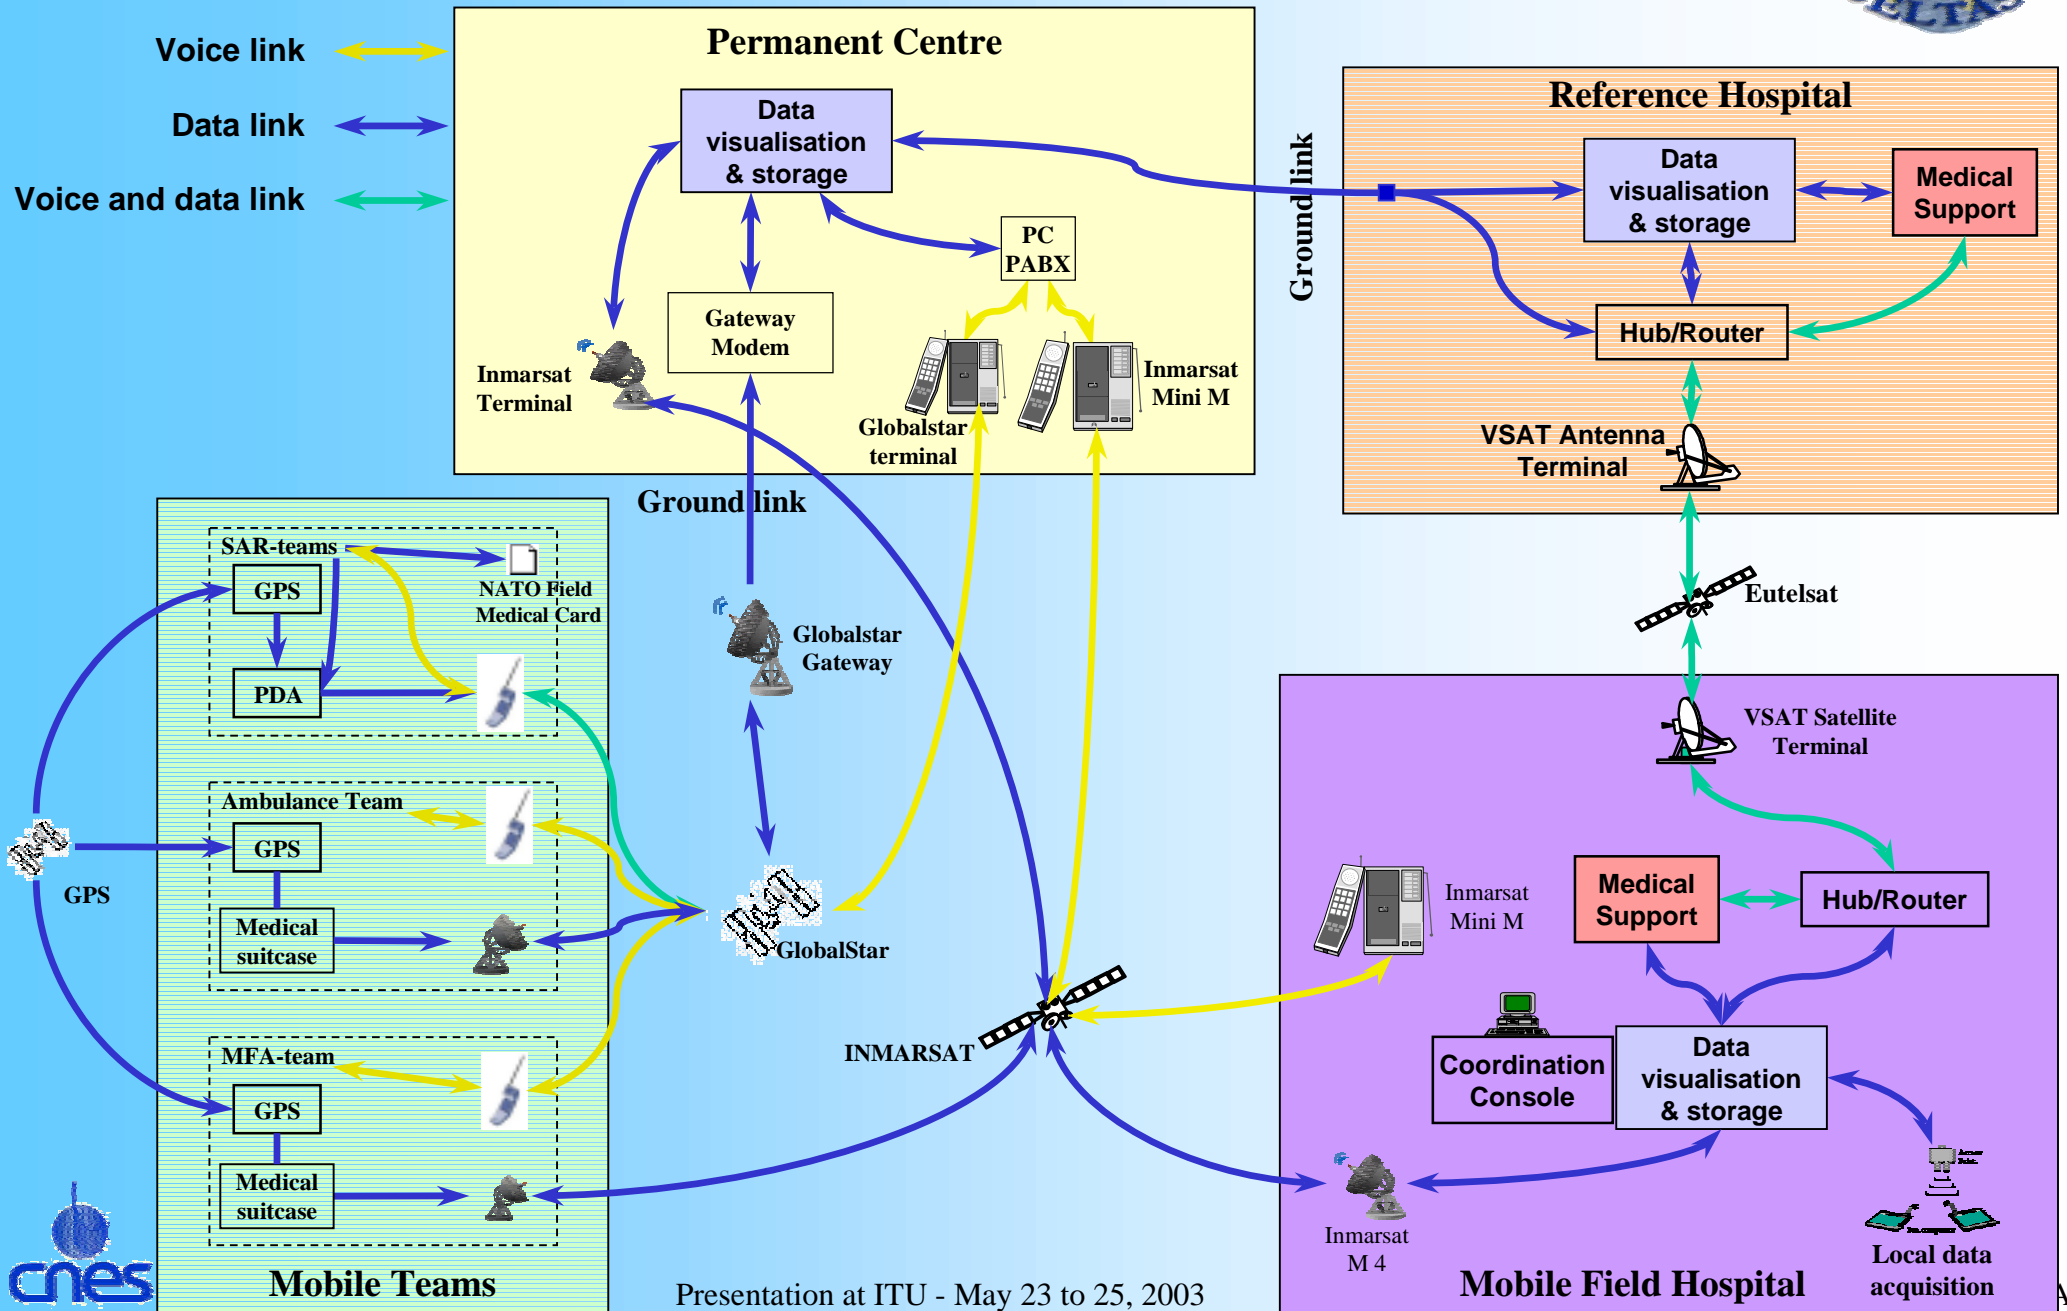 Voice link
Data link
Voice and data link
Permanent Centre
Data
visualisation
& storage
PC
PABX
Gateway
Modem
Inmarsat
Terminal
Globalstar
terminal
Inmarsat
Mini M
Ground link
Reference Hospital
Data
visualisation
& storage
Medical
Support
Hub/Router
VSAT Antenna
Terminal
Ground link
Eutelsat
SAR-teams
GPS
NATO Field
Medical Card
PDA
Ambulance Team
GPS
Medical
suitcase
MFA-team
GPS
Medical
suitcase
Mobile Teams
GPS
Globalstar
Gateway
GlobalStar
INMARSAT
VSAT Satellite
Terminal
Inmarsat
Mini M
Medical
Support
Hub/Router
Coordination
Console
Data
visualisation
& storage
Inmarsat
M 4
Local data
acquisition
Mobile Field Hospital
cnes
Presentation at ITU - May 23 to 25, 2003